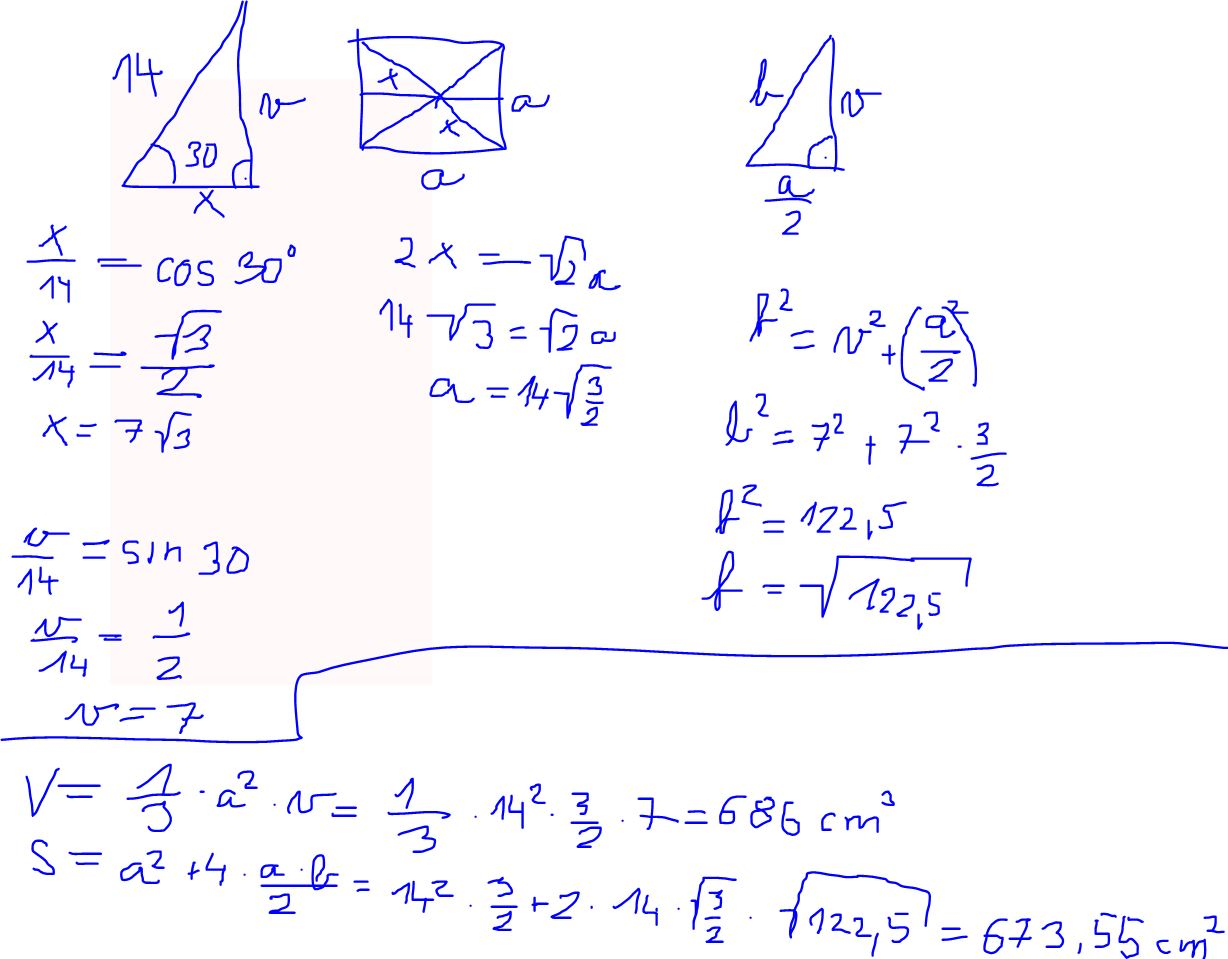 14
v
30
x
x
x
a
a
b
v
a/2
x/14 = cos 30°
x/14 = √3/2
x = 7√3
v/14 = sin 30
v/14 = 1/2
v = 7
2x = √2 a
14√3 = √2 a
a = 14√(3/2)
b² = v² + (a²/2)
b² = 7² + 7² · 3/2
b² = 122,5
b = √122,5
V = 1/3 · a² · v = 1/3 · 14² · 3/2 · 7 = 686 cm³
S = a² + 4 · a · b/2 = 14² · 3/2 + 2 · 14 · √(3/2) · √122,5 = 673,55 cm²